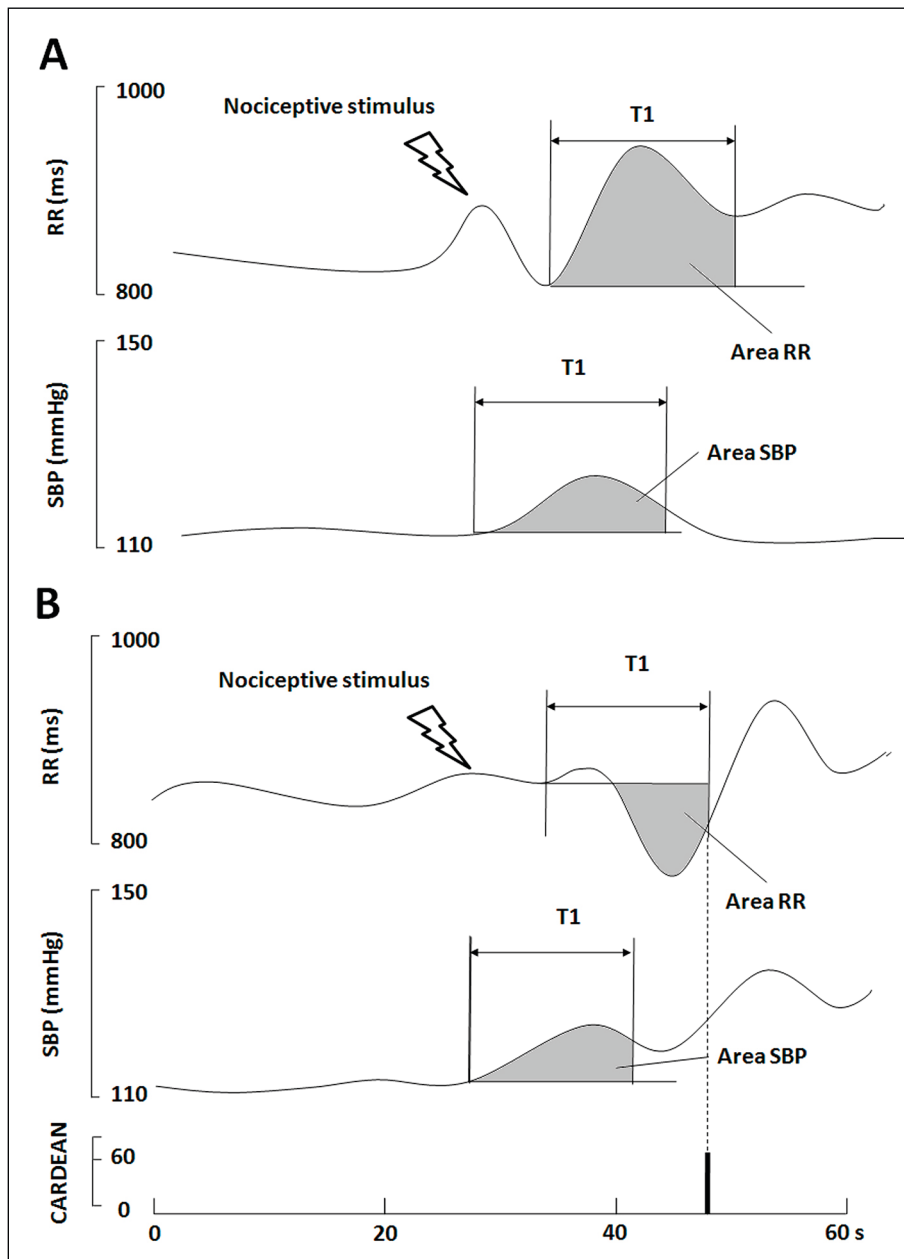 A
1000
Nociceptive stimulus
T1
RR (ms)
800
Area RR
150
T1
SBP (mmHg)
Area SBP
110
B
1000
T1
Nociceptive stimulus
RR (ms)
800
150
Area RR
T1
SBP (mmHg)
Area SBP
110
CARDEAN
60
0
0 20 40 60 s